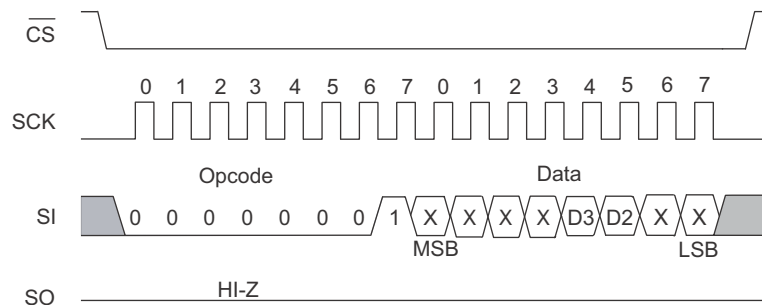 CS
0 1 2 3 4 5 6 7 0 1 2 3 4 5 6 7
SCK
Opcode Data
SI 0 0 0 0 0 0 0 1 X X X X D3 D2 X X
MSB LSB
HI-Z
SO